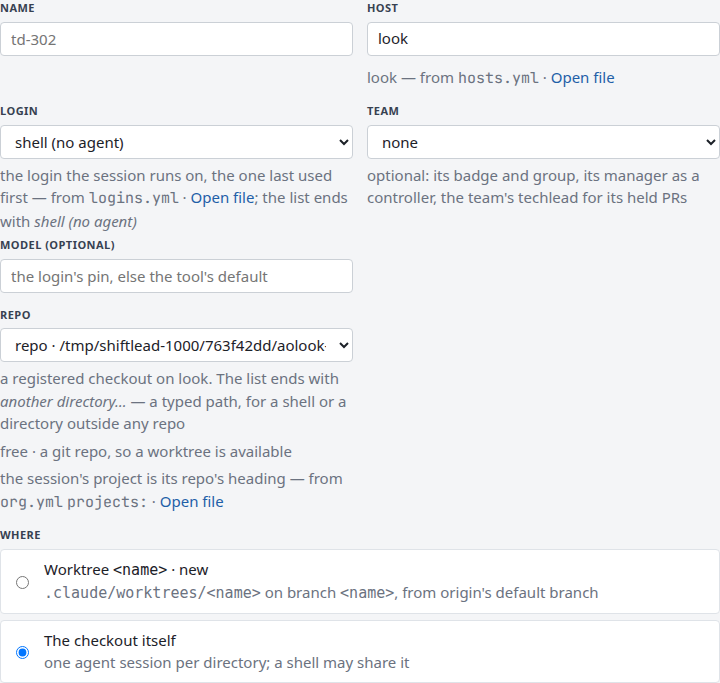 NAME
HOST
td-302
look
look — from hosts.yml · Open file
LOGIN
TEAM
shell (no agent)
none
the login the session runs on, the one last used
first — from logins.yml · Open file; the list ends
with shell (no agent)
optional: its badge and group, its manager as a
controller, the team's techlead for its held PRs
MODEL (OPTIONAL)
the login's pin, else the tool's default
REPO
repo · /tmp/shiftlead-1000/763f42dd/aolook-
a registered checkout on look. The list ends with
another directory... — a typed path, for a shell or a
directory outside any repo
free · a git repo, so a worktree is available
the session's project is its repo's heading — from
org.yml projects: · Open file
WHERE
Worktree <name> · new
.claude/worktrees/<name> on branch <name>, from origin's default branch
The checkout itself
one agent session per directory; a shell may share it